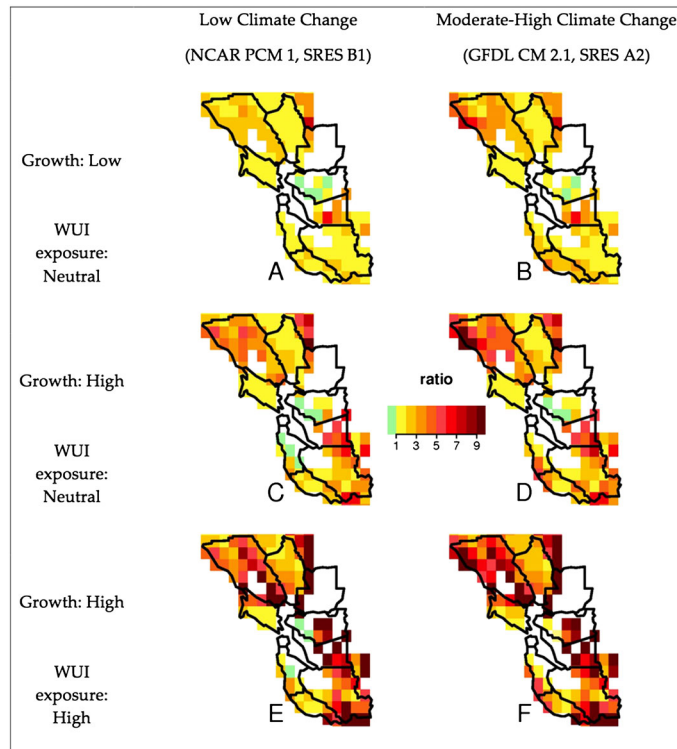 Low Climate Change
Moderate-High Climate Change
(NCAR PCM 1, SRES B1)
(GFDL CM 2.1, SRES A2)
Growth: Low
WUI
exposure:
Neutral
A
B
Growth: High
ratio
1 3 5 7 9
WUI
exposure:
Neutral
C
D
Growth: High
WUI
exposure:
High
E
F